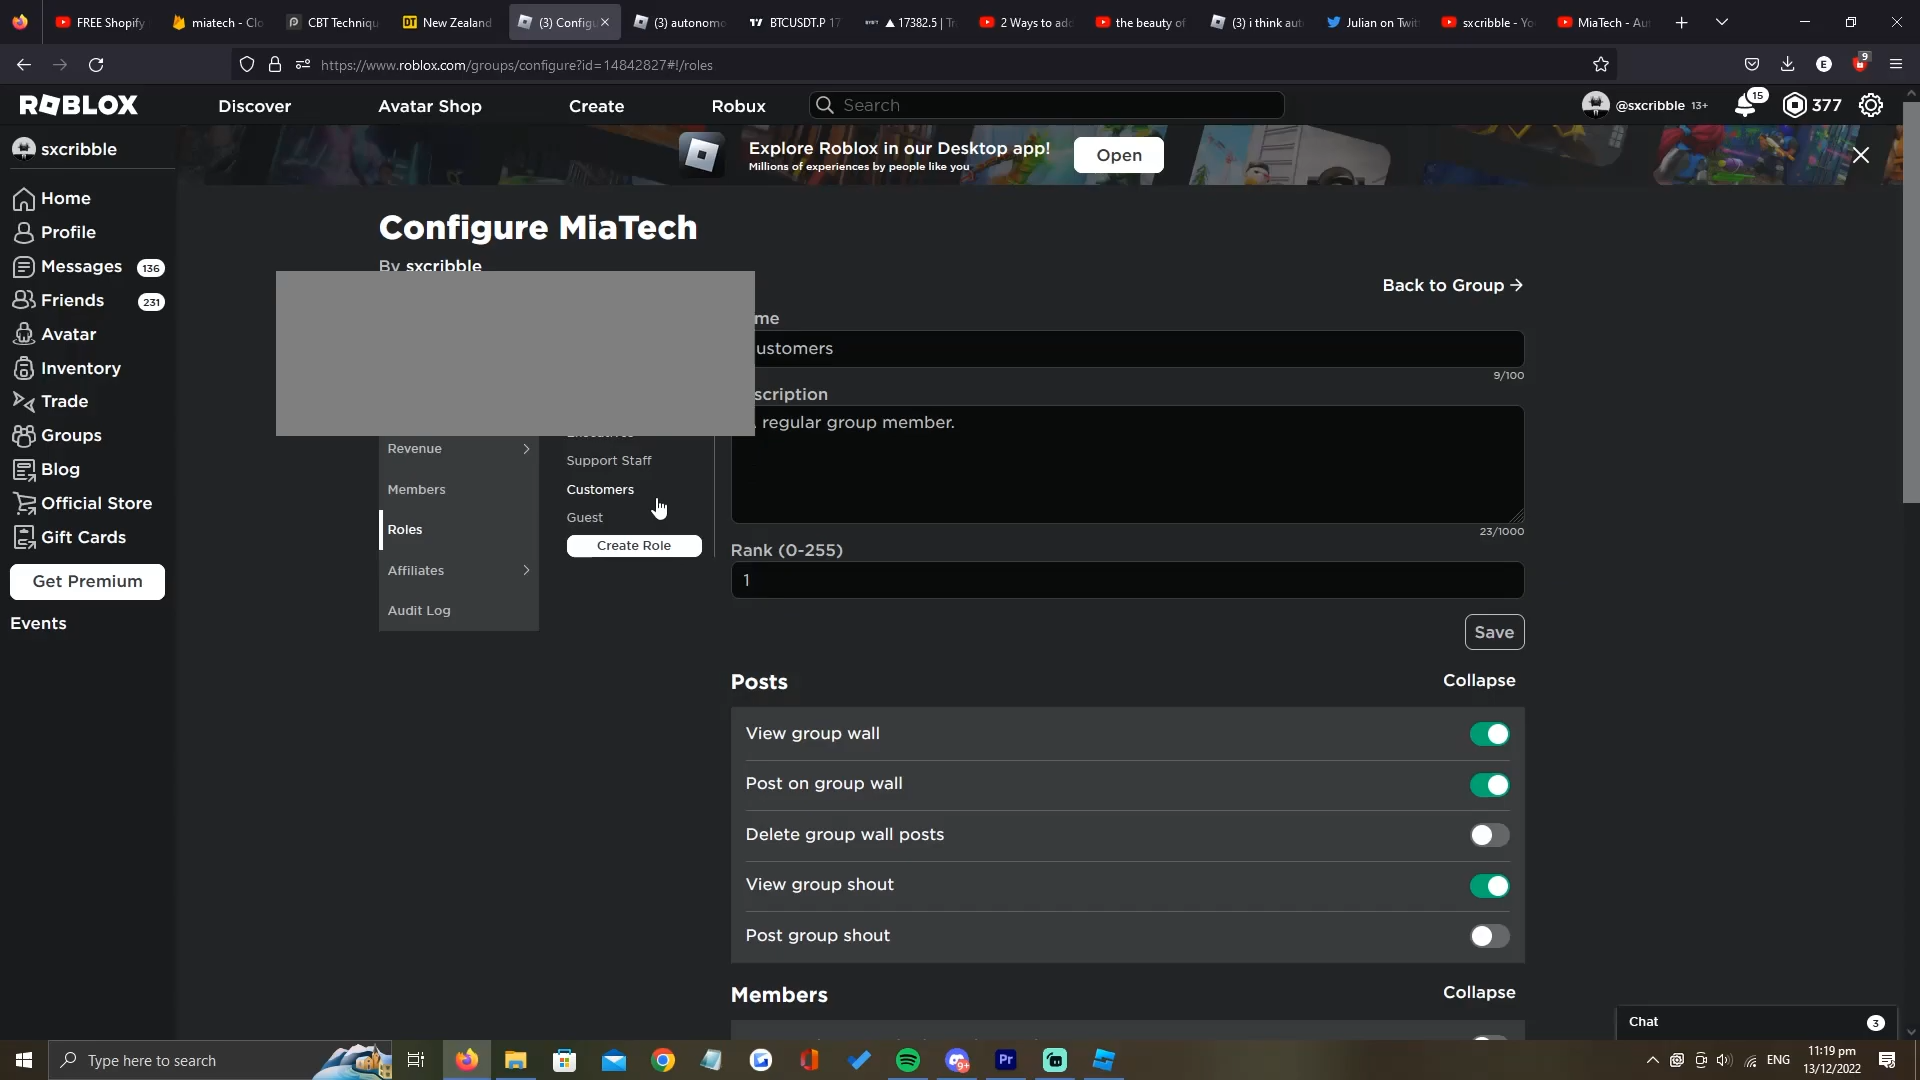 FREE Shopify
miatech - Clo
CBT Techniqu
New Zealand
(3) Configu
(3) autonomo
BTCUSDT.P 17
▲ 17382.5 | Tr
2 Ways to add
the beauty of
(3) i think aut
Julian on Twit
sxcribble - Yo
MiaTech - Aus
https://www.roblox.com/groups/configure?id=14842827#!/roles
E
9
ROBLOX
Discover
Avatar Shop
Create
Robux
Search
@sxcribble 13+
15
377
sxcribble
Explore Roblox in our Desktop app!
Millions of experiences by people like you
Open
Home
Profile
Messages 136
Friends 231
Avatar
Inventory
Trade
Groups
Blog
Official Store
Gift Cards
Get Premium
Events
Configure MiaTech
By sxcribble
Back to Group →
me
ustomers
9/100
scription
regular group member.
23/1000
Revenue
Members
Roles
Affiliates
Audit Log
Support Staff
Customers
Guest
Create Role
Rank (0-255)
1
Save
Posts
Collapse
View group wall
Post on group wall
Delete group wall posts
View group shout
Post group shout
Members
Collapse
Chat
3
Type here to search
9+
Pr
ENG
11:19 pm
13/12/2022